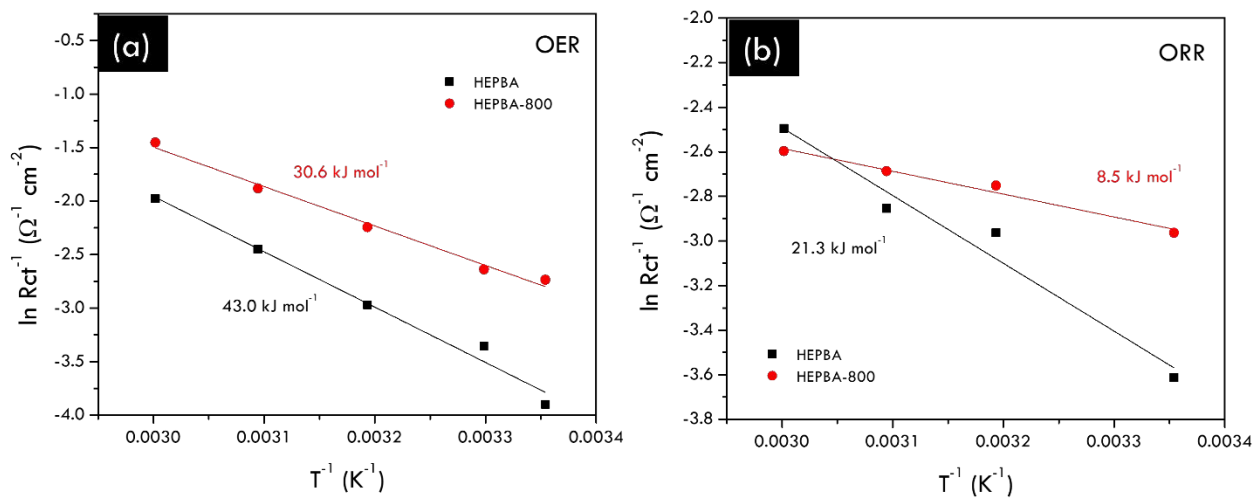 (a)
OER
HEPBA
HEPBA-800
30.6 kJ mol⁻¹
43.0 kJ mol⁻¹
ln Rct⁻¹ (Ω⁻¹ cm⁻²)
-0.5
-1.0
-1.5
-2.0
-2.5
-3.0
-3.5
-4.0
0.0030 0.0031 0.0032 0.0033 0.0034
T⁻¹ (K⁻¹)
(b)
ORR
8.5 kJ mol⁻¹
21.3 kJ mol⁻¹
HEPBA
HEPBA-800
ln Rct⁻¹ (Ω⁻¹ cm⁻²)
-2.0
-2.2
-2.4
-2.6
-2.8
-3.0
-3.2
-3.4
-3.6
-3.8
0.0030 0.0031 0.0032 0.0033 0.0034
T⁻¹ (K⁻¹)